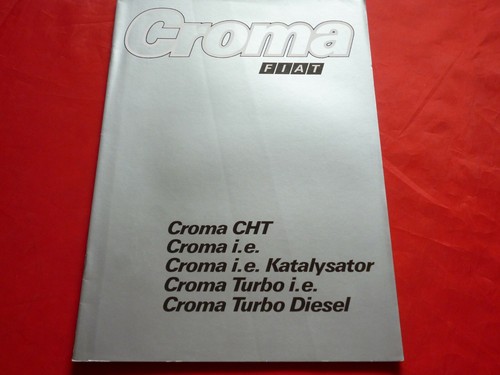 Croma
FIAT
Croma CHT
Croma i.e.
Croma i.e. Katalysator
Croma Turbo i.e.
Croma Turbo Diesel